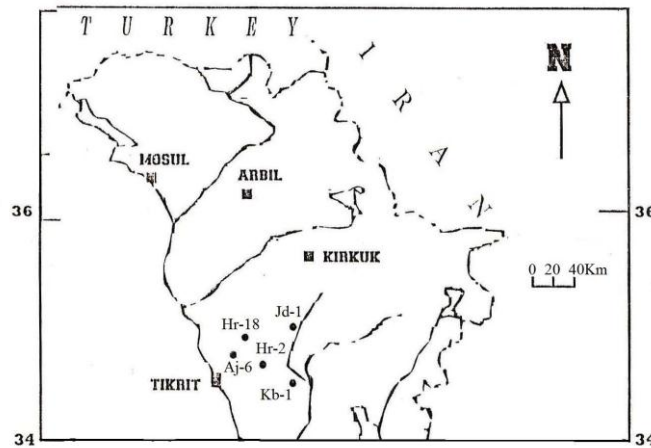 TURKEY
IRAN
N
MOSUL
ARBIL
36
36
KIRKUK
0 20 40Km
Jd-1
Hr-18
Hr-2
Aj-6
TIKRIT
Kb-1
34
34